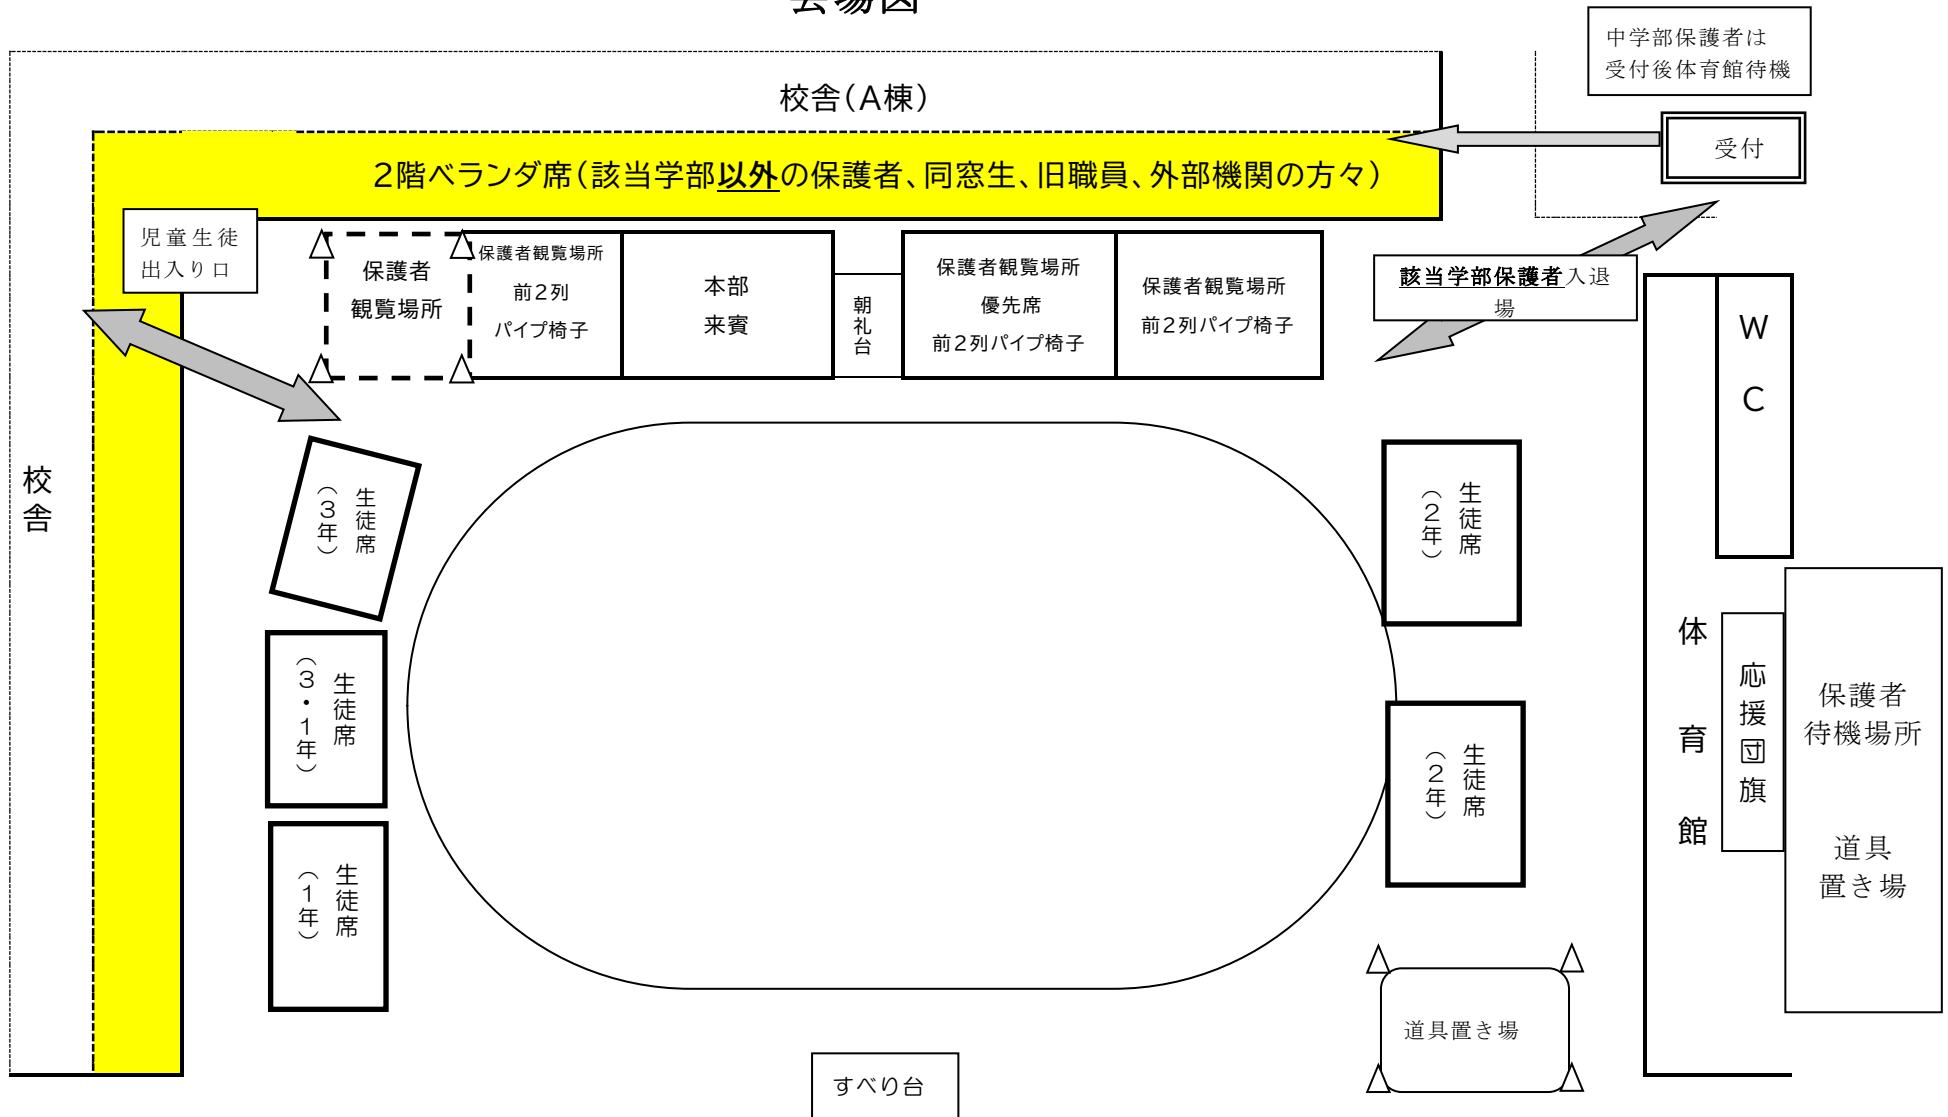 会場図
中学部保護者は
受付後体育館待機
校舎（A棟）
受付
２階ベランダ席（該当学部以外の保護者、同窓生、旧職員、外部機関の方々）
児童生徒
出入り口
保護者
観覧場所
保護者観覧場所
前２列
パイプ椅子
本部
来賓
朝礼台
保護者観覧場所
優先席
前２列パイプ椅子
保護者観覧場所
前２列パイプ椅子
該当学部保護者入退
場
WC
校舎
生徒席
（３年）
生徒席
（２年）
生徒席
（３・１年）
生徒席
（２年）
生徒席
（１年）
体育館
応援団旗
保護者
待機場所
道具
置き場
道具置き場
すべり台